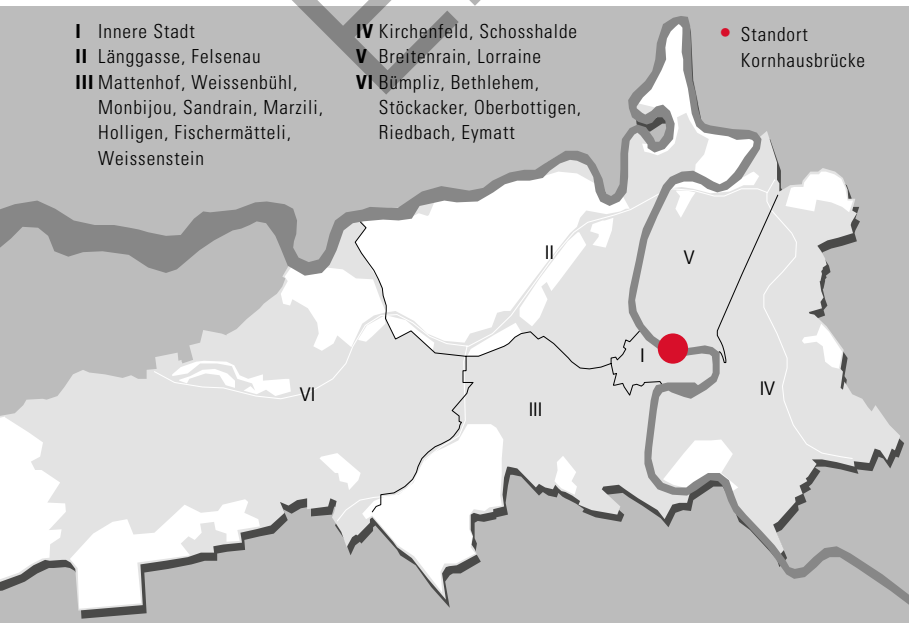 I Innere Stadt
II Länggasse, Felsenau
III Mattenhof, Weissenbühl,
Monbijou, Sandrain, Marzili,
Holligen, Fischermätteli,
Weissenstein
IV Kirchenfeld, Schosshalde
V Breitenrain, Lorraine
VI Bümpliz, Bethlehem,
Stöckacker, Oberbottigen,
Riedbach, Eymatt
Standort
Kornhausbrücke
II
V
I
IV
VI
III